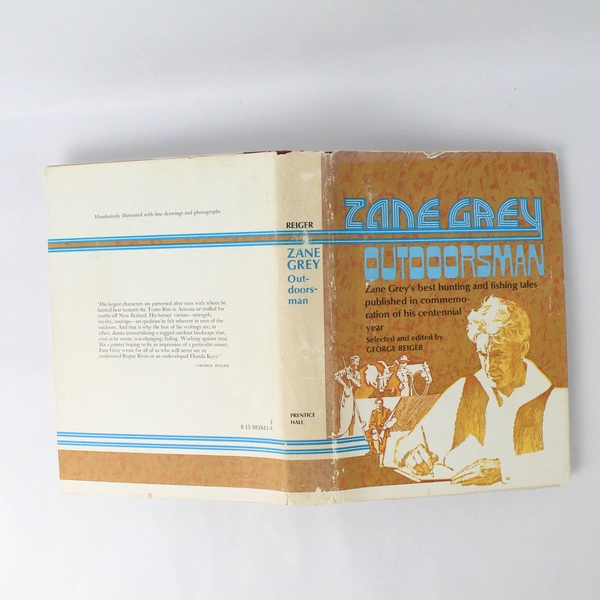 Handsomely illustrated with line drawings and photographs
"His largest characters are patterned after men with whom he
hunted bear beneath the Tonto Rim in Arizona or trolled for
marlin off New Zealand. His heroes' virtues—strength,
loyalty, courage—are qualities he felt inherent in men of the
outdoors. And that is why the best of his writings are, in
effect, diaries memorializing a rugged outdoor landscape that,
even as he wrote, was changing, fading. Working against time
like a painter hoping to fix an impression of a particular sunset,
Zane Grey wrote for all of us who will never see an
undammed Rogue River or an undeveloped Florida Keys."
—GEORGE REIGER
REIGER
ZANE
GREY
Out-
doors-
man
PRENTICE
HALL
ZANE GREY
OUTDOORSMAN
Zane Grey's best hunting and fishing tales
published in commemo-
ration of his centennial
year
Selected and edited by
GEORGE REIGER